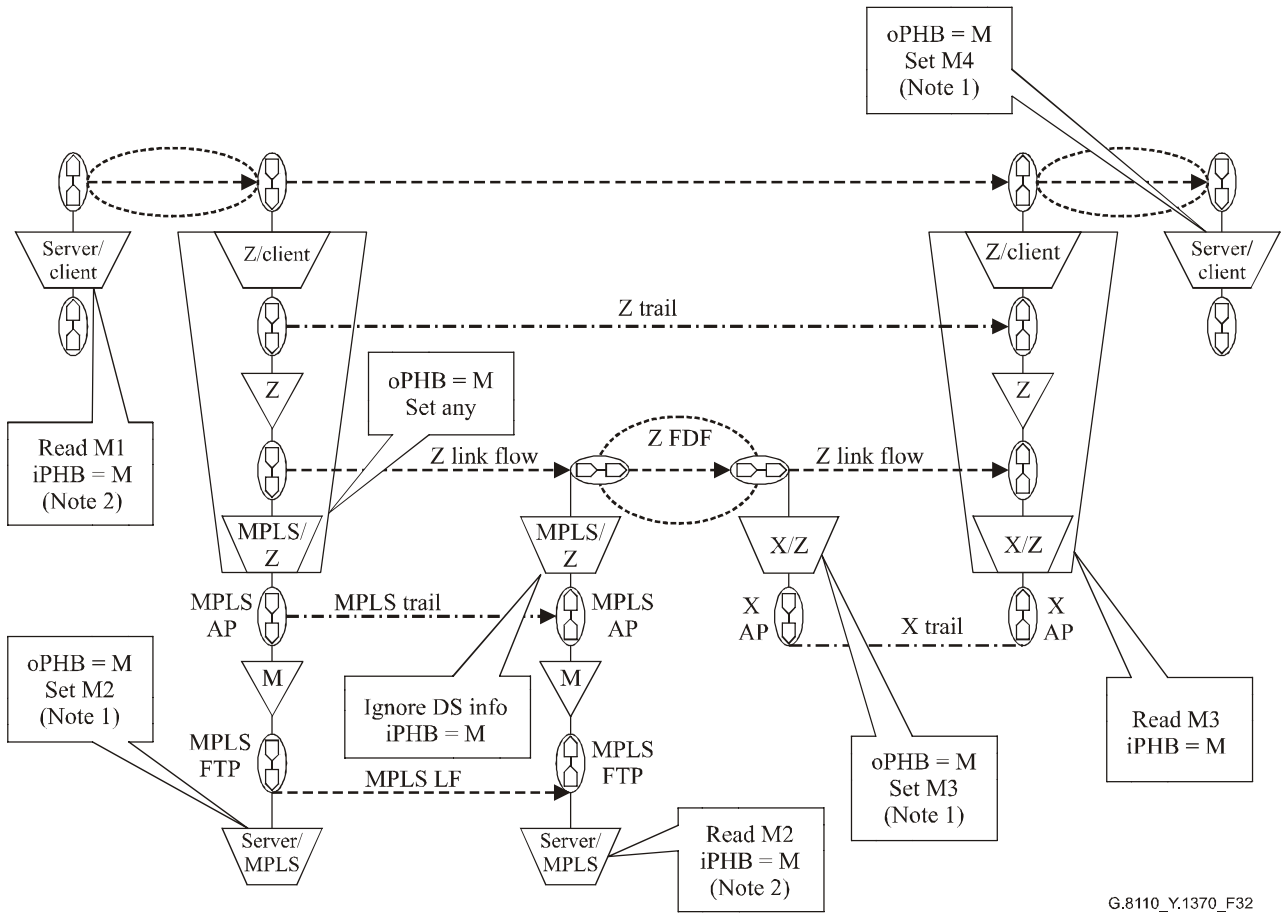 oPHB = M
Set M4
(Note 1)
Server/
client
Z/client
Z/client
Server/
client
Z trail
oPHB = M
Set any
Z
Z
Read M1
iPHB = M
(Note 2)
Z link flow
Z FDF
Z link flow
MPLS/
Z
MPLS/
Z
X/Z
X/Z
MPLS
AP
MPLS trail
MPLS
AP
X
AP
X trail
X
AP
oPHB = M
Set M2
(Note 1)
M
Ignore DS info
iPHB = M
M
Read M3
iPHB = M
MPLS
FTP
MPLS LF
MPLS
FTP
oPHB = M
Set M3
(Note 1)
Server/
MPLS
Server/
MPLS
Read M2
iPHB = M
(Note 2)
G.8110_Y.1370_F32